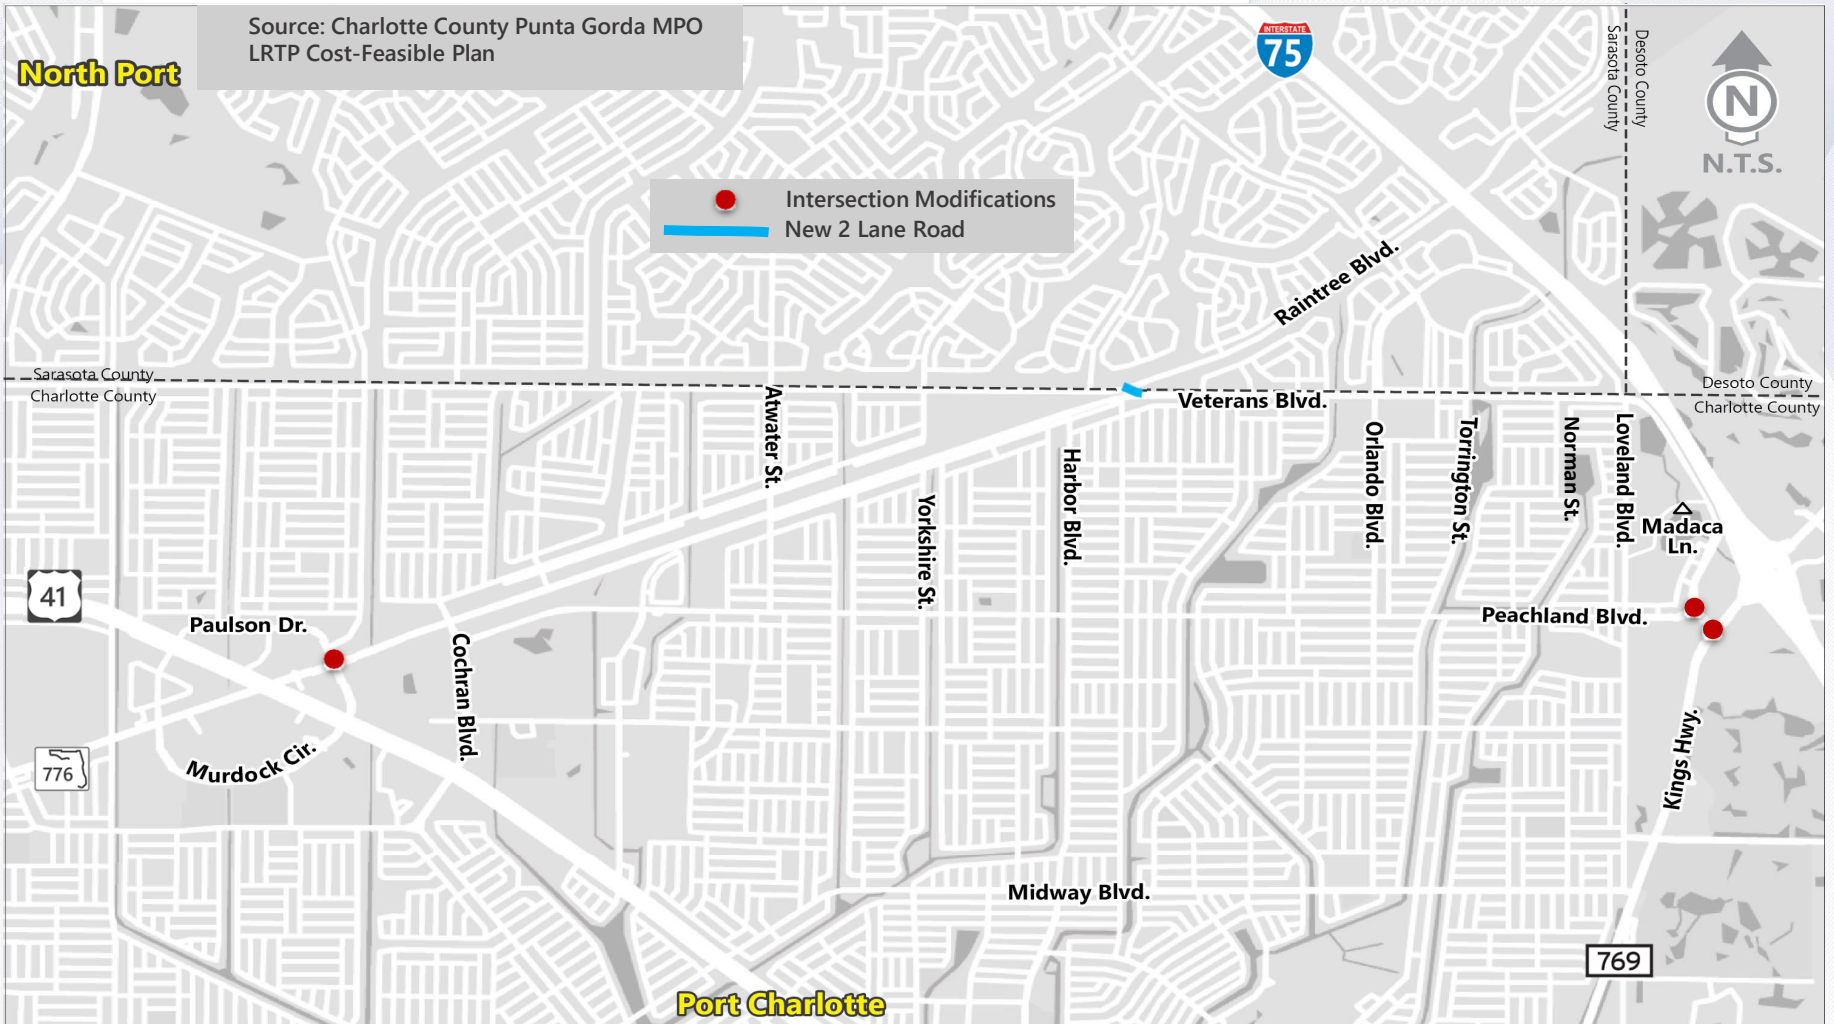 Source: Charlotte County Punta Gorda MPO
LRTP Cost-Feasible Plan
North Port
INTERSTATE
75
Sarasota County
Desoto County
N
N.T.S.
Intersection Modifications
New 2 Lane Road
Raintree Blvd.
Sarasota County
Charlotte County
Desoto County
Charlotte County
Veterans Blvd.
Atwater St.
Yorkshire St.
Harbor Blvd.
Orlando Blvd.
Torrington St.
Norman St.
Loveland Blvd.
Madaca
Ln.
41
Paulson Dr.
Peachland Blvd.
Cochran Blvd.
Murdock Cir.
776
Kings Hwy.
Midway Blvd.
769
Port Charlotte